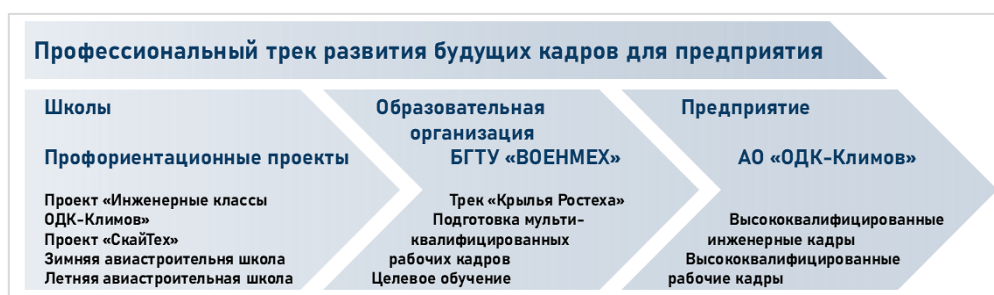 Профессиональный трек развития будущих кадров для предприятия
Школы
Профориентационные проекты
Проект «Инженерные классы
ОДК-Климов»
Проект «СкайТех»
Зимняя авиастроительня школа
Летняя авиастроительная школа
Образовательная
организация
БГТУ «ВОЕНМЕХ»
Трек «Крылья Ростеха»
Подготовка мульти-
квалифицированных
рабочих кадров
Целевое обучение
Предприятие
АО «ОДК-Климов»
Высококвалифицированные
инженерные кадры
Высококвалифицированные
рабочие кадры